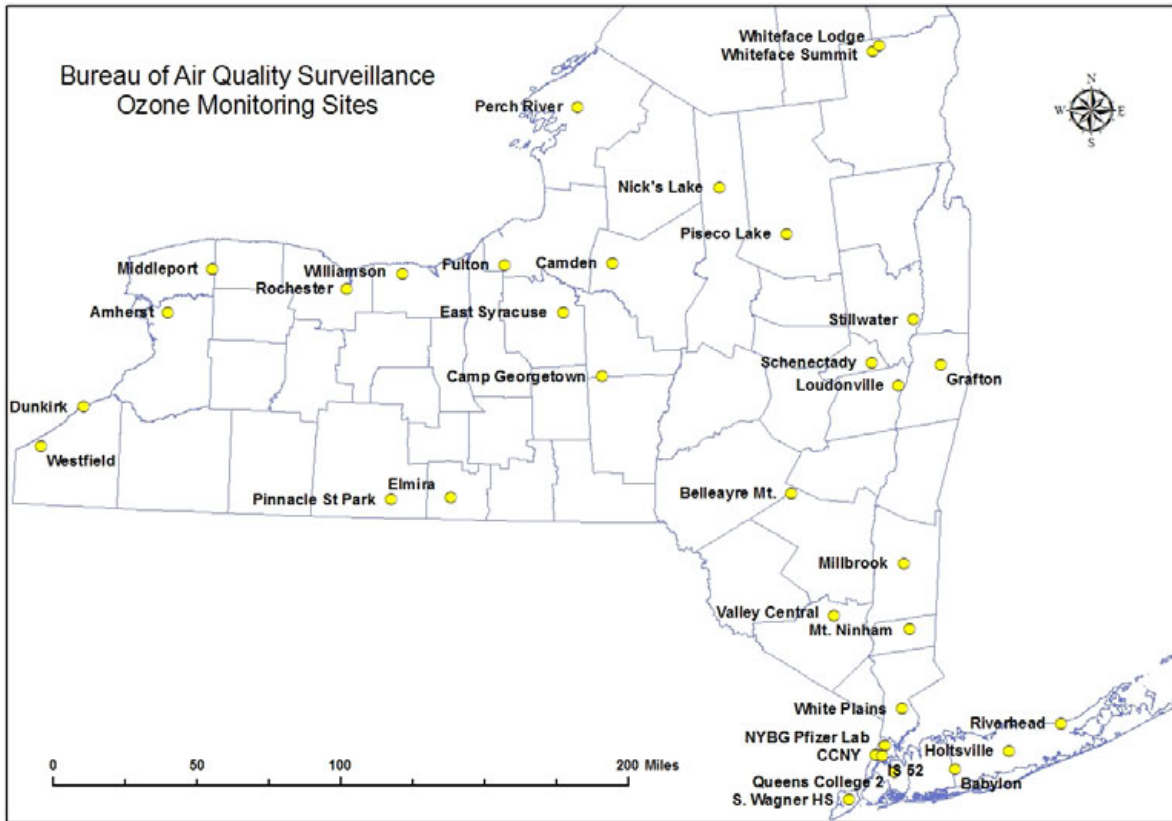 Bureau of Air Quality Surveillance
Ozone Monitoring Sites
Whiteface Lodge
Whiteface Summit
N
W
E
S
Perch River
Nick's Lake
Piseco Lake
Middleport
Williamson
Fulton
Camden
Rochester
Amherst
East Syracuse
Stillwater
Schenectady
Camp Georgetown
Loudonville
Grafton
Dunkirk
Westfield
Elmira
Pinnacle St Park
Belleayre Mt.
Millbrook
Valley Central
Mt. Ninham
White Plains
Riverhead
NYBG Pfizer Lab
CCNY
Holtsville
IS 52
Queens College 2
Babylon
S. Wagner HS
0 50 100 200 Miles